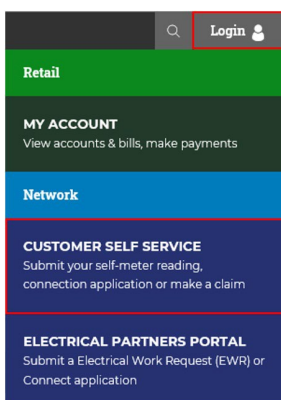 Login
Retail
MY ACCOUNT
View accounts & bills, make payments
Network
CUSTOMER SELF SERVICE
Submit your self-meter reading,
connection application or make a claim
ELECTRICAL PARTNERS PORTAL
Submit a Electrical Work Request (EWR) or
Connect application